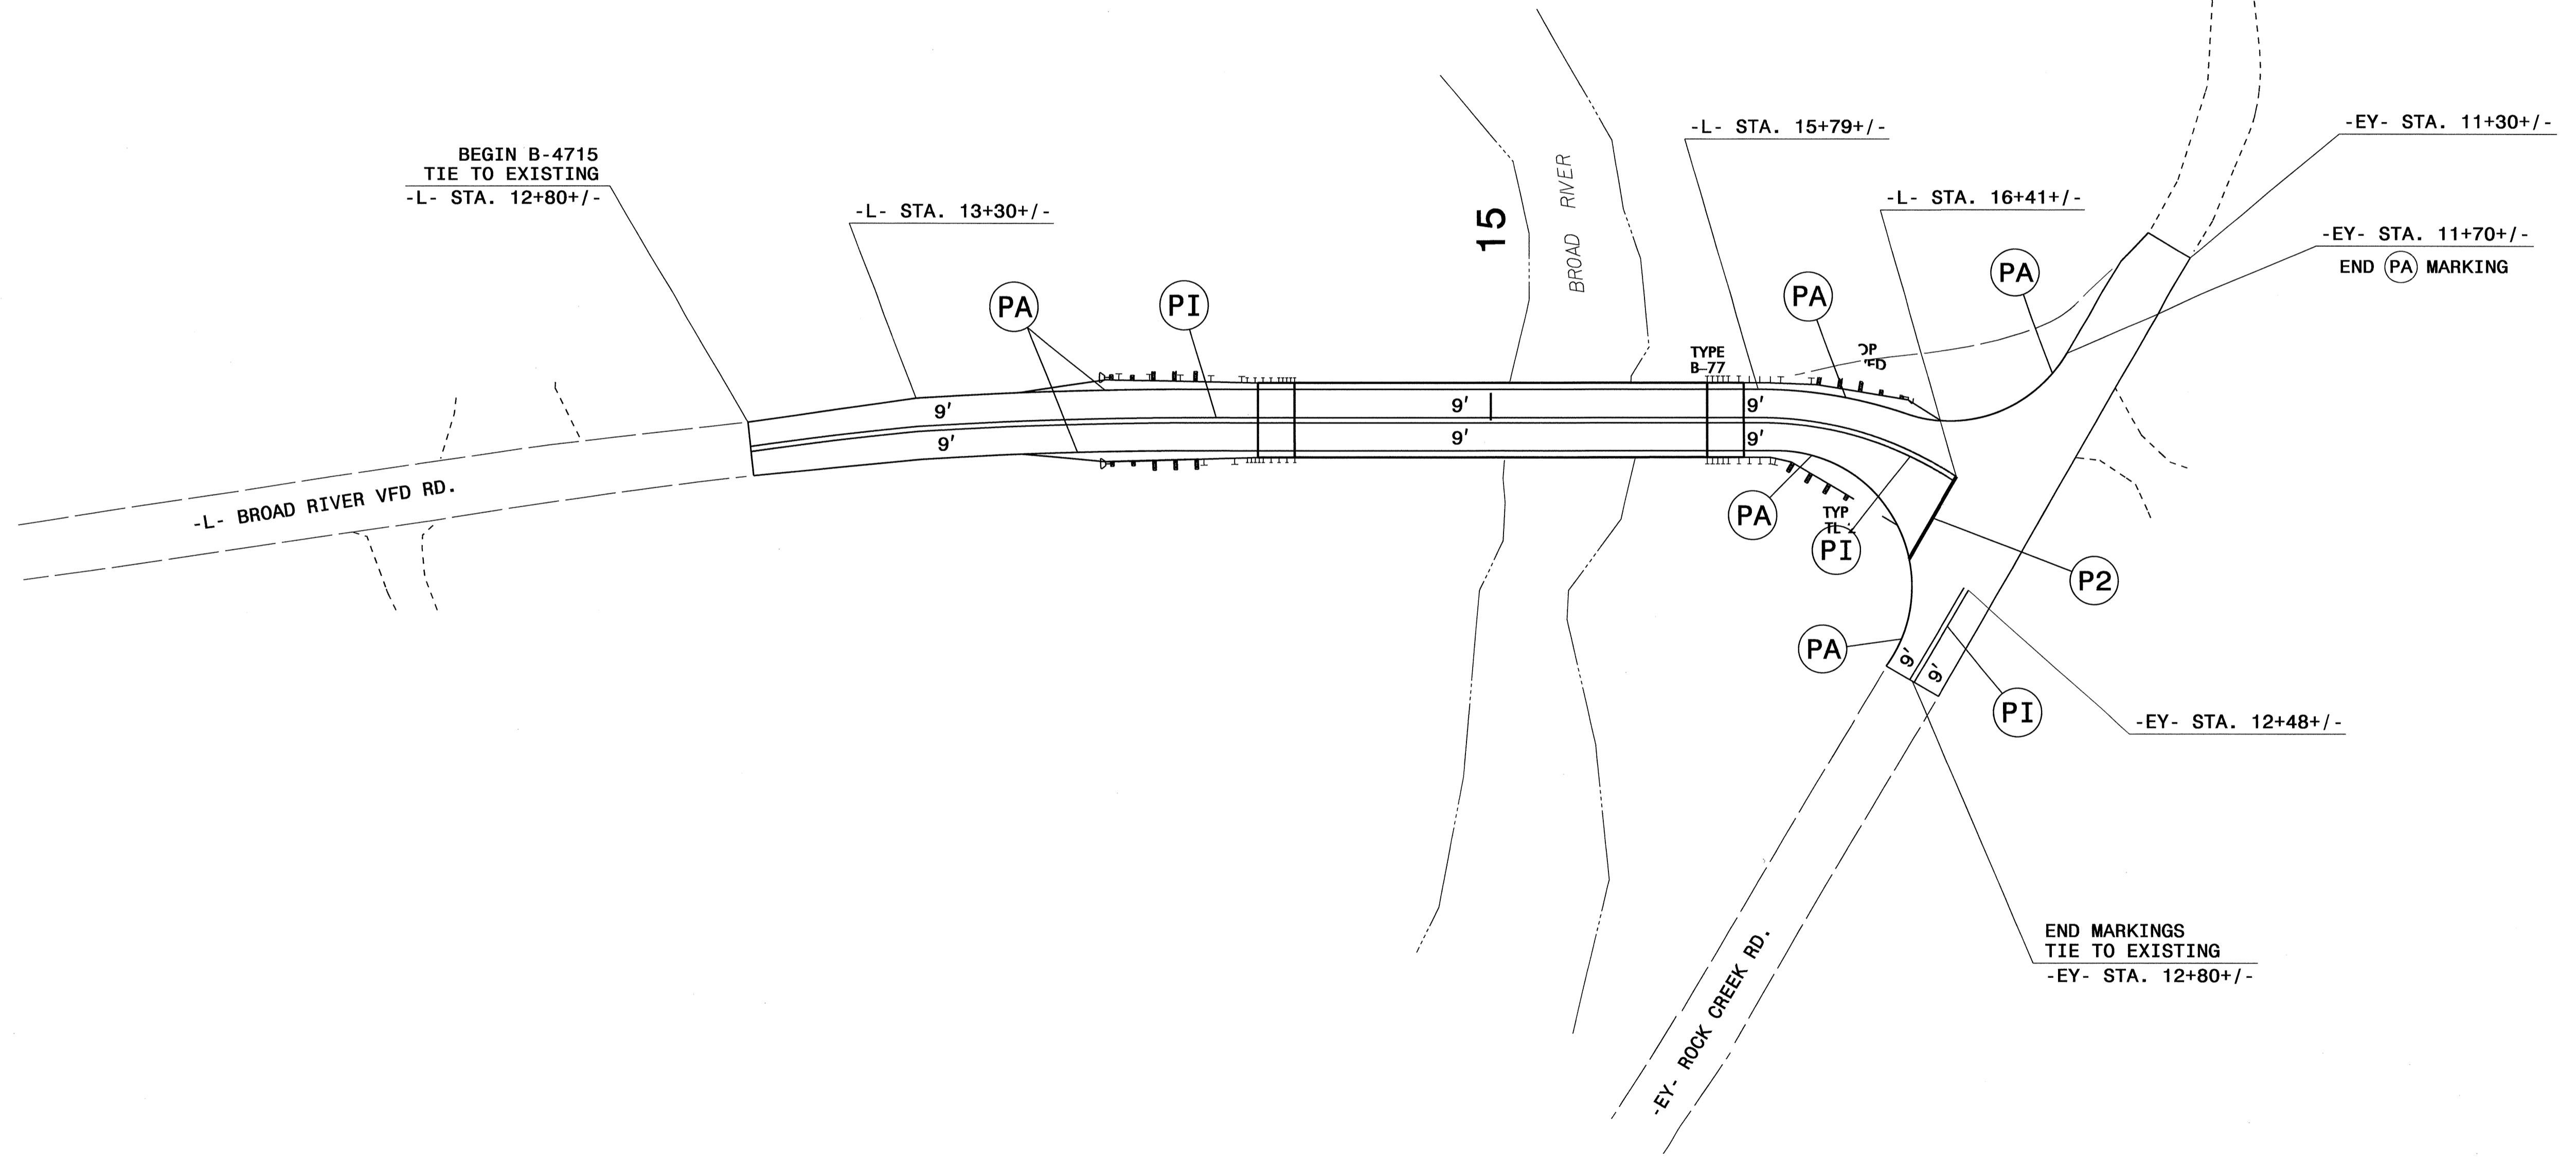 BEGIN B-4715
TIE TO EXISTING
-L- STA. 12+80+/-
-L- STA. 13+30+/-
PA
PI
15
BROAD RIVER
-L- STA. 15+79+/-
-L- STA. 16+41+/-
-EY- STA. 11+30+/-
-EY- STA. 11+70+/-
END PA MARKING
PA
PA
TYPE
B-77
9'
9'
9'
9'
9'
9'
-L- BROAD RIVER VFD RD.
PA
TYP
TL
PI
P2
PA
9'
9'
PI
-EY- STA. 12+48+/-
END MARKINGS
TIE TO EXISTING
-EY- STA. 12+80+/-
-EY- ROCK CREEK RD.